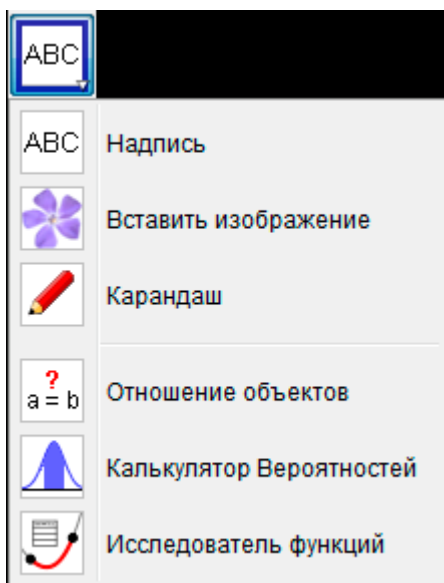 ABC
ABC Надпись
Вставить изображение
Карандаш
?
a = b Отношение объектов
Калькулятор Вероятностей
Исследователь функций